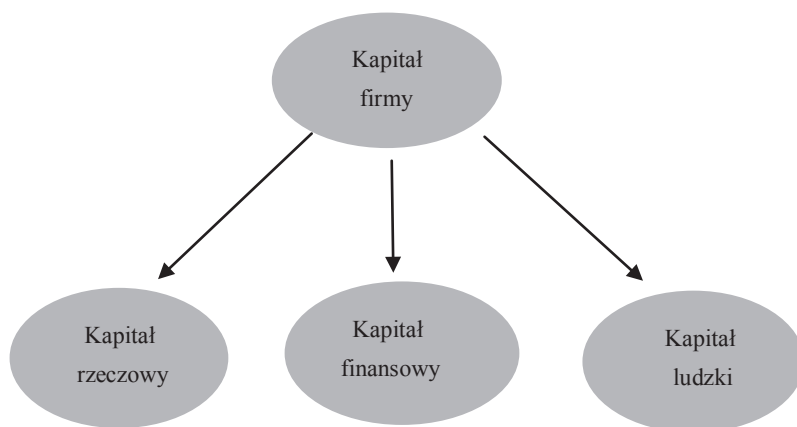 Kapitał
firmy
Kapitał
rzeczowy
Kapitał
finansowy
Kapitał
ludzki